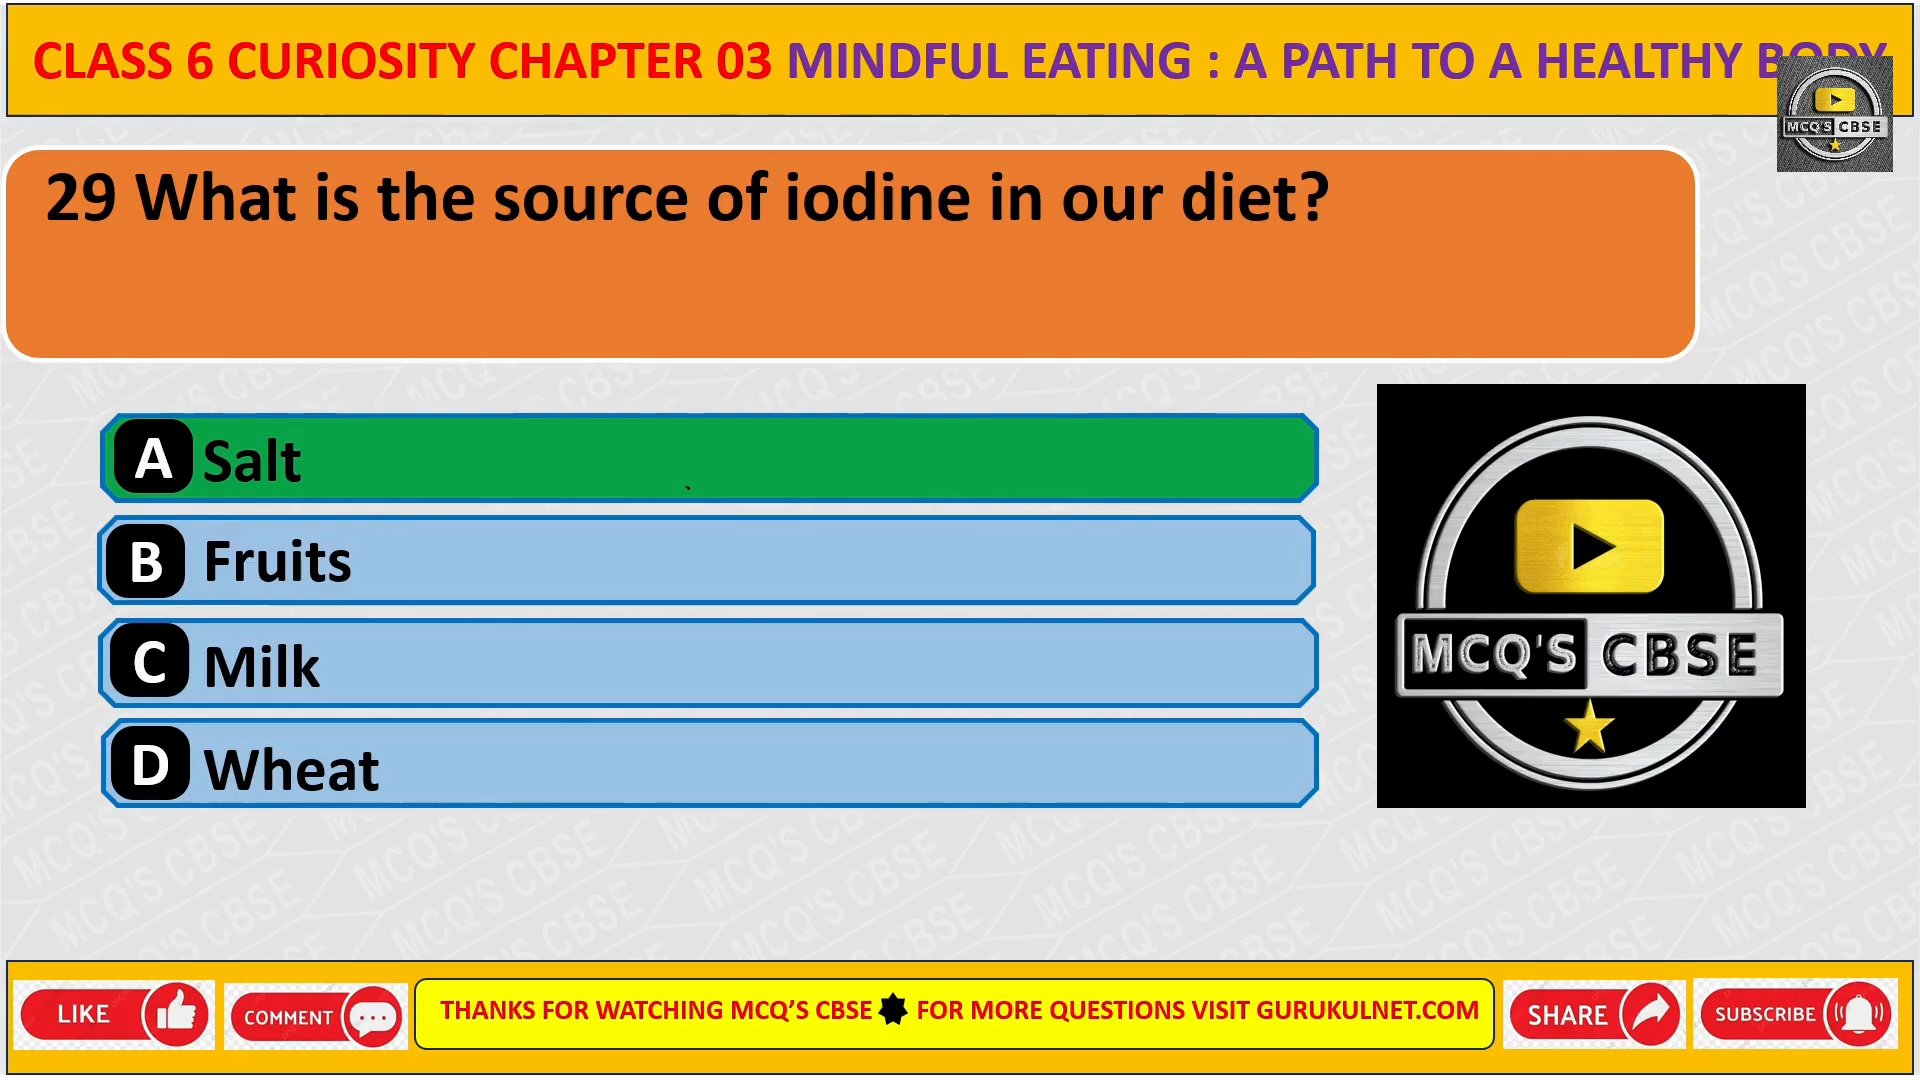 CLASS 6 CURIOSITY CHAPTER 03 MINDFUL EATING : A PATH TO A HEALTHY BODY
MCQ'S CBSE
29 What is the source of iodine in our diet?
A Salt
B Fruits
C Milk
D Wheat
MCQ'S CBSE
LIKE
COMMENT
THANKS FOR WATCHING MCQ’S CBSE FOR MORE QUESTIONS VISIT GURUKULNET.COM
SHARE
SUBSCRIBE